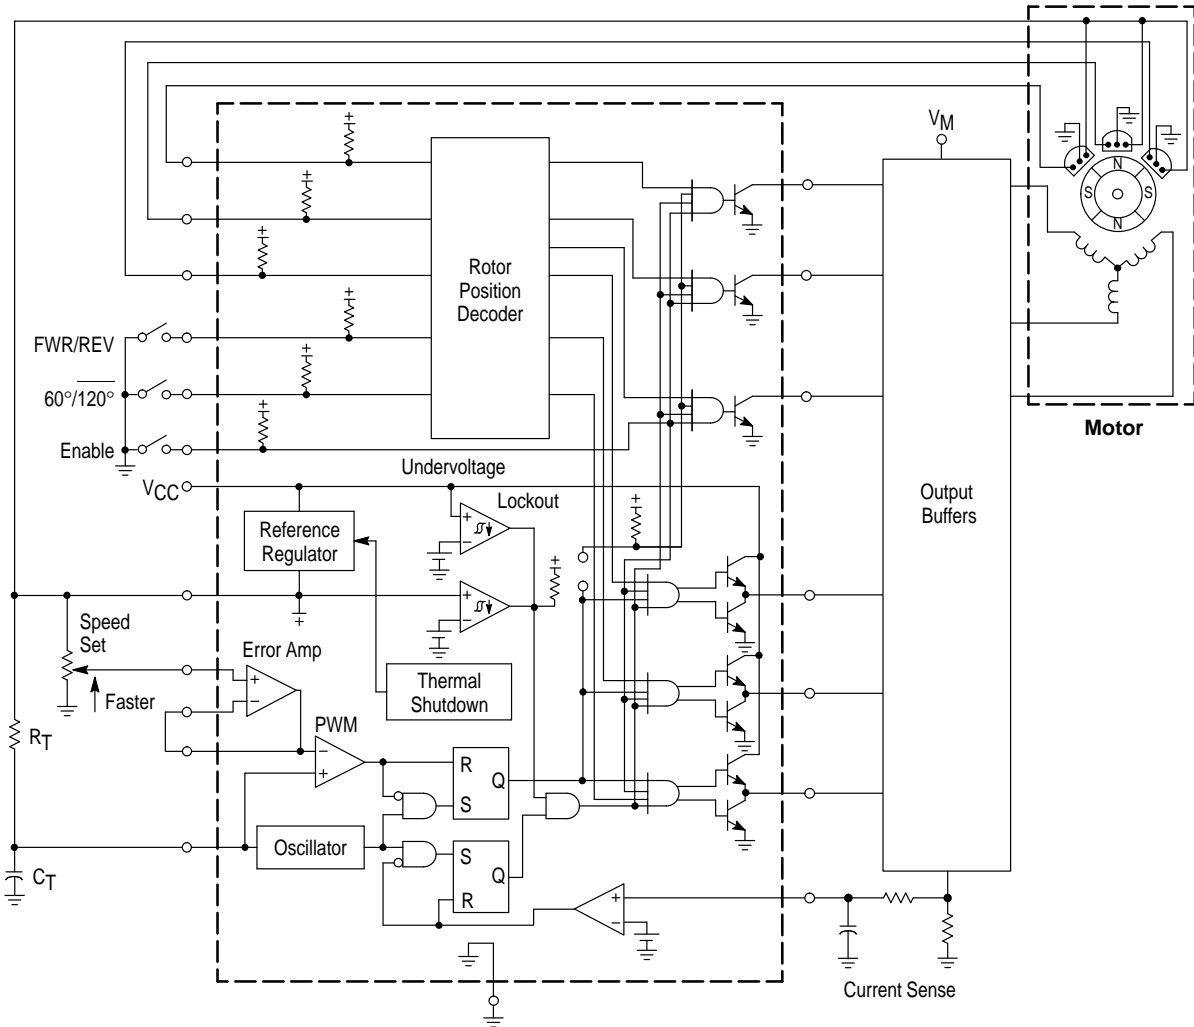 V_M
N
S
S
N
Rotor
Position
Decoder
FWR/REV
60°/120°
Enable
Motor
Undervoltage
V_CC
Lockout
Output
Buffers
Reference
Regulator
Speed
Set
Error Amp
Thermal
Shutdown
Faster
R_T
PWM
R
Q
S
Oscillator
S
Q
R
C_T
Current Sense